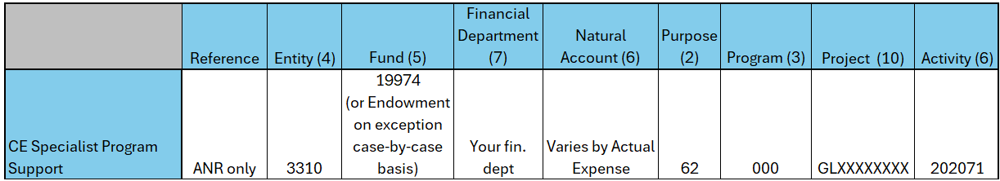 Reference
Entity (4)
Fund (5)
Financial
Department
(7)
Natural
Account (6)
Purpose
(2)
Program (3)
Project (10)
Activity (6)
CE Specialist Program
Support
ANR only
3310
19974
(or Endowment
on exception
case-by-case
basis)
Your fin.
dept
Varies by Actual
Expense
62
000
GLXXXXXXXX
202071